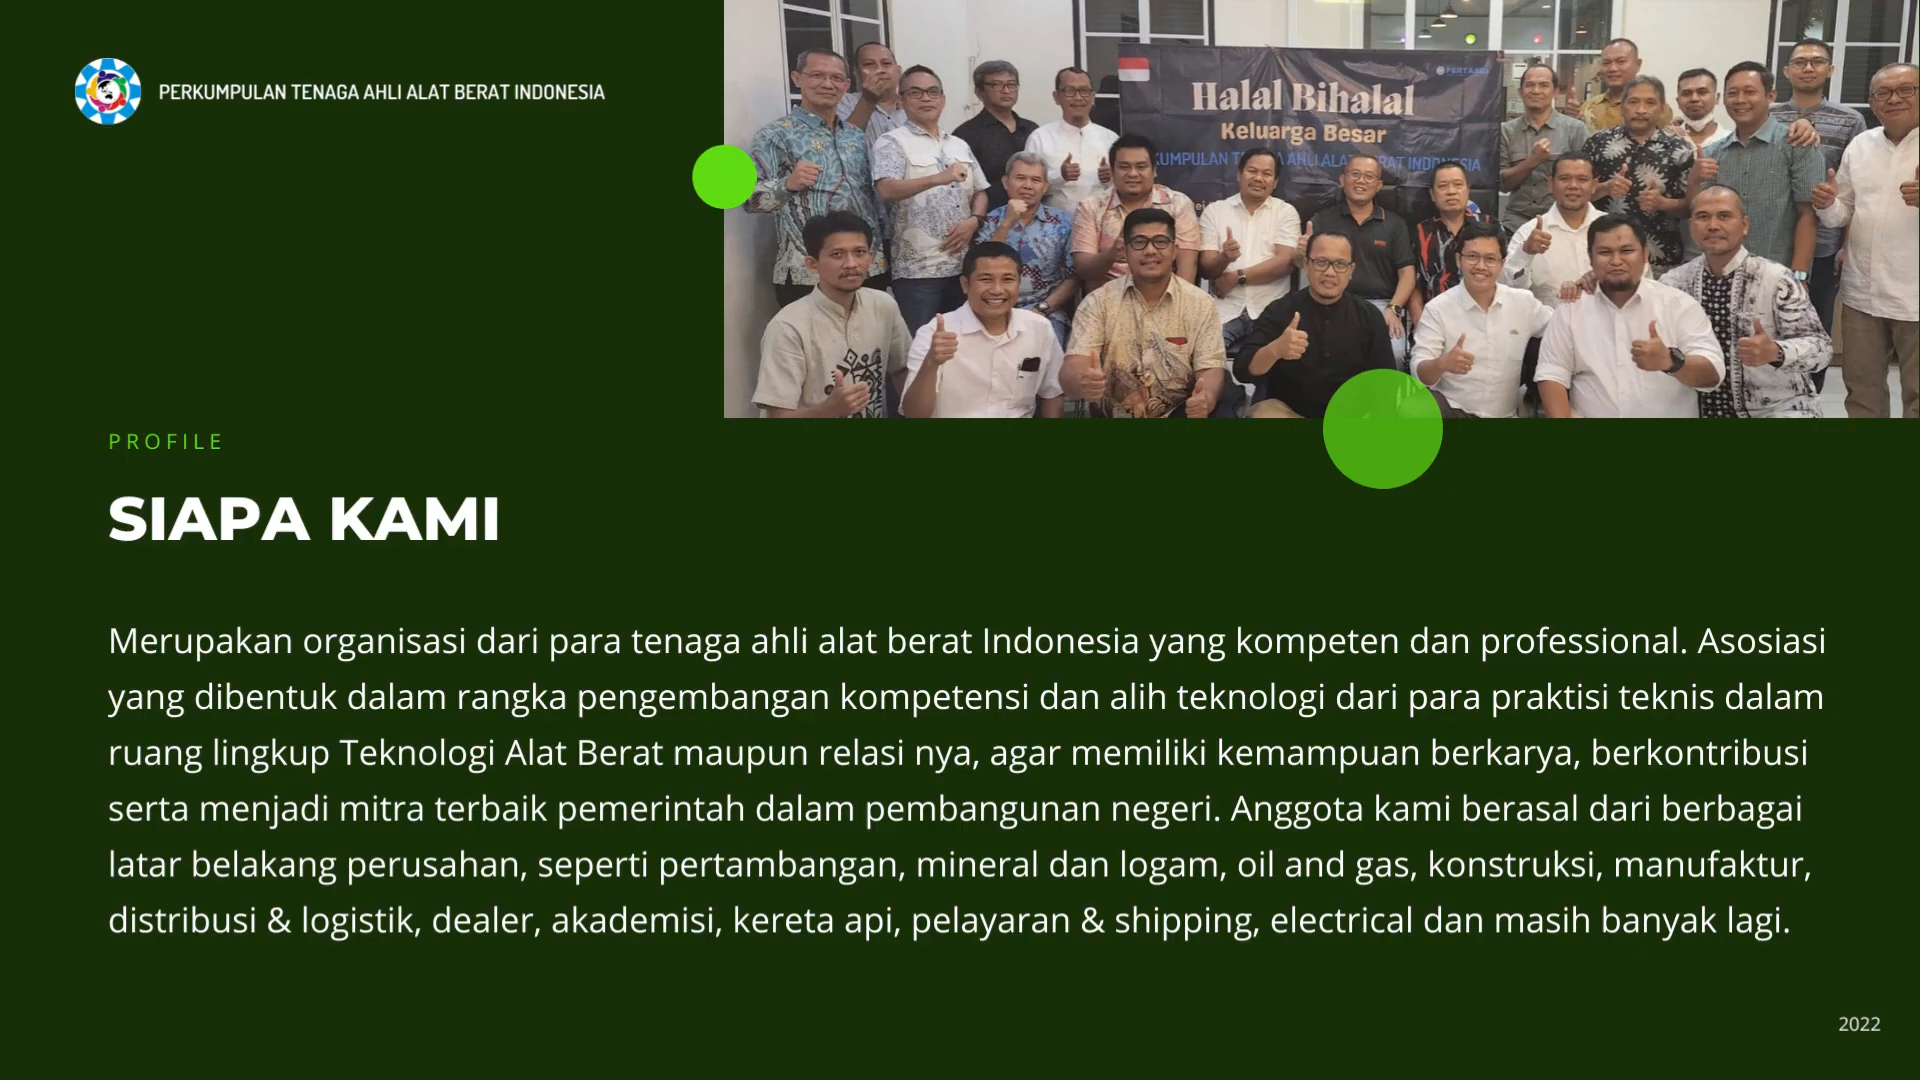 PERKUMPULAN TENAGA AHLI ALAT BERAT INDONESIA
Halal Bihalal
Keluarga Besar
KUMPULAN AHLI INDONESIA
PROFILE
SIAPA KAMI
Merupakan organisasi dari para tenaga ahli alat berat Indonesia yang kompeten dan professional. Asosiasi
yang dibentuk dalam rangka pengembangan kompetensi dan alih teknologi dari para praktisi teknis dalam
ruang lingkup Teknologi Alat Berat maupun relasi nya, agar memiliki kemampuan berkarya, berkontribusi
serta menjadi mitra terbaik pemerintah dalam pembangunan negeri. Anggota kami berasal dari berbagai
latar belakang perusahan, seperti pertambangan, mineral dan logam, oil and gas, konstruksi, manufaktur,
distribusi & logistik, dealer, akademisi, kereta api, pelayaran & shipping, electrical dan masih banyak lagi.
2022